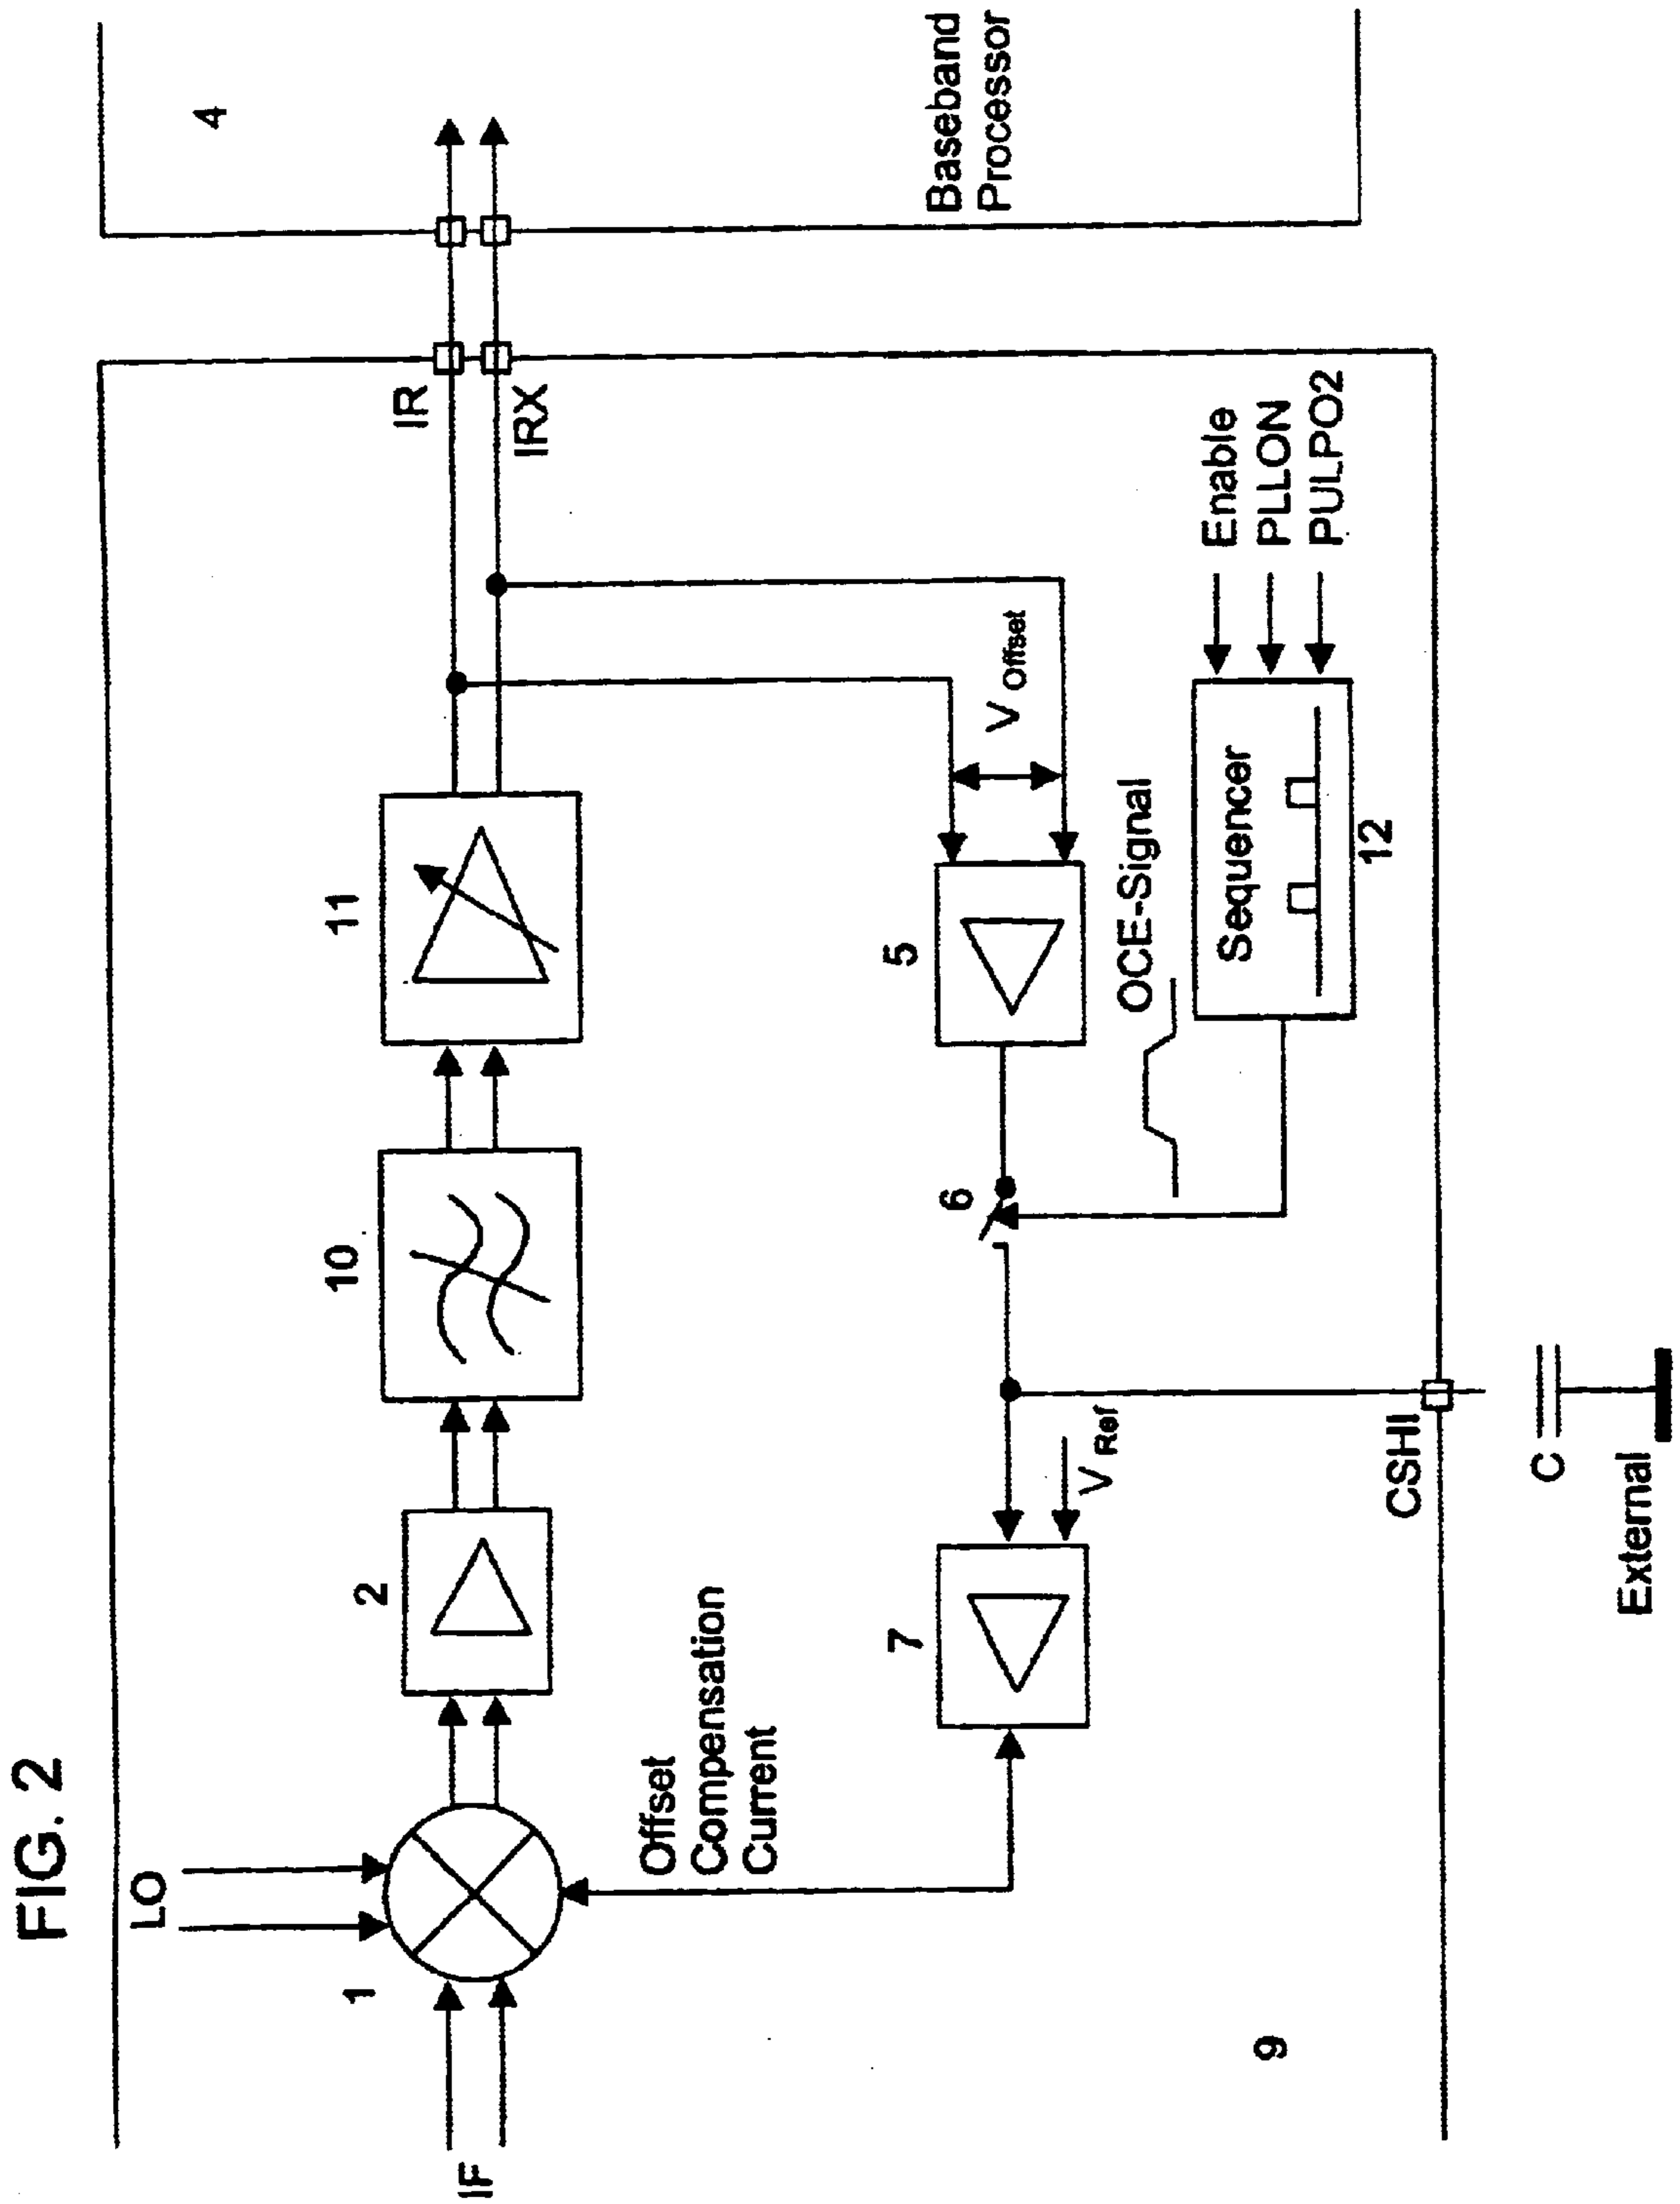 FIG. 2
LO
IF
1
2
10
11
IR
IRX
4
Baseband
Processor
Offset
Compensation
Current
7
V Ref
6
5
V Offset
OCE-Signal
Sequencer
12
Enable
PLLON
PULPO2
9
CSHI
C
External